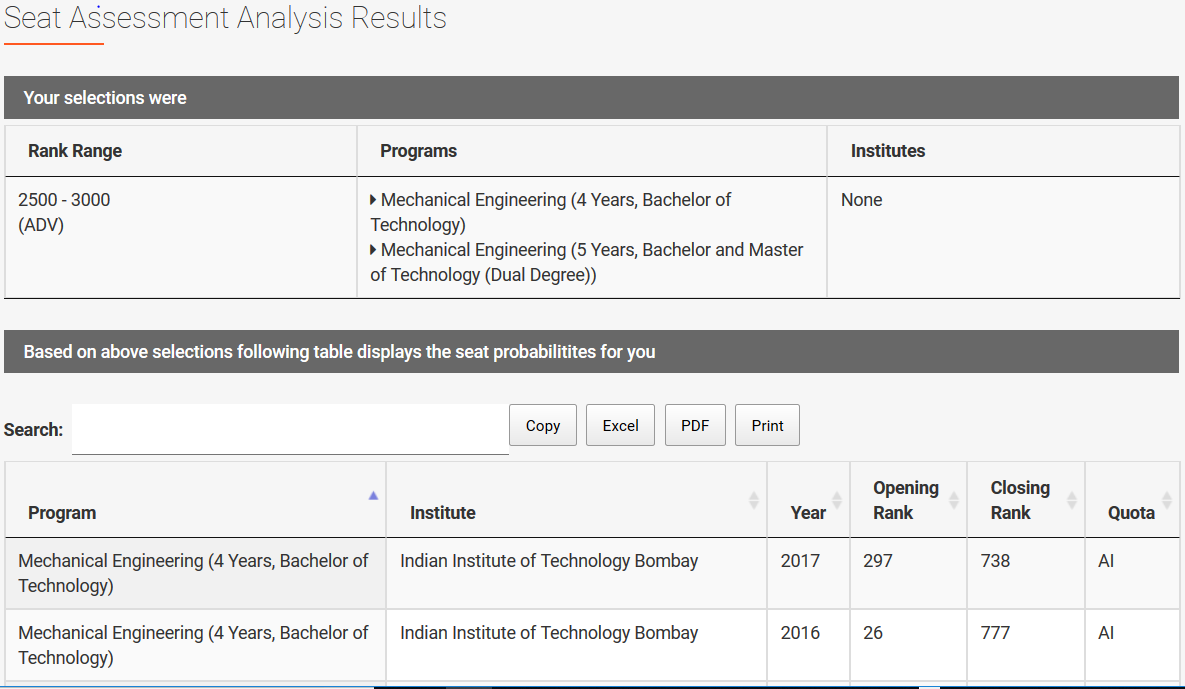 Seat Assessment Analysis Results
Your selections were
Rank Range
Programs
Institutes
2500 - 3000
(ADV)
Mechanical Engineering (4 Years, Bachelor of
Technology)
Mechanical Engineering (5 Years, Bachelor and Master
of Technology (Dual Degree))
None
Based on above selections following table displays the seat probabilitites for you
Search:
Copy
Excel
PDF
Print
Program
Institute
Year
Opening
Rank
Closing
Rank
Quota
Mechanical Engineering (4 Years, Bachelor of
Technology)
Indian Institute of Technology Bombay
2017
297
738
AI
Mechanical Engineering (4 Years, Bachelor of
Technology)
Indian Institute of Technology Bombay
2016
26
777
AI